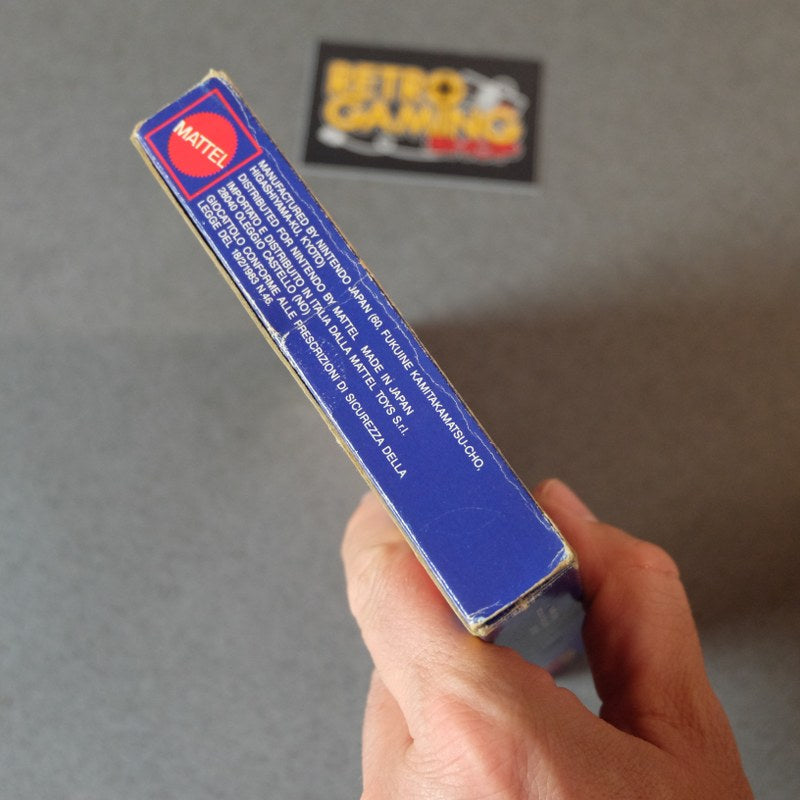 RETRO
GAMING
MATTEL
MANUFACTURED BY NINTENDO JAPAN (60, FUKUINE KAMITAKAMATSU-CHO,
HIGASHIYAMA-KU, KYOTO)
DISTRIBUTED FOR NINTENDO BY MATTEL MADE IN JAPAN
IMPORTATO E DISTRIBUITO IN ITALIA DALLA MATTEL TOYS S.r.l.
28040 OLEGGIO CASTELLO (NO)
GIOCATTOLO CONFORME ALLE PRESCRIZIONI DI SICUREZZA DELLA
LEGGE DEL 18/2/1983 N.46.